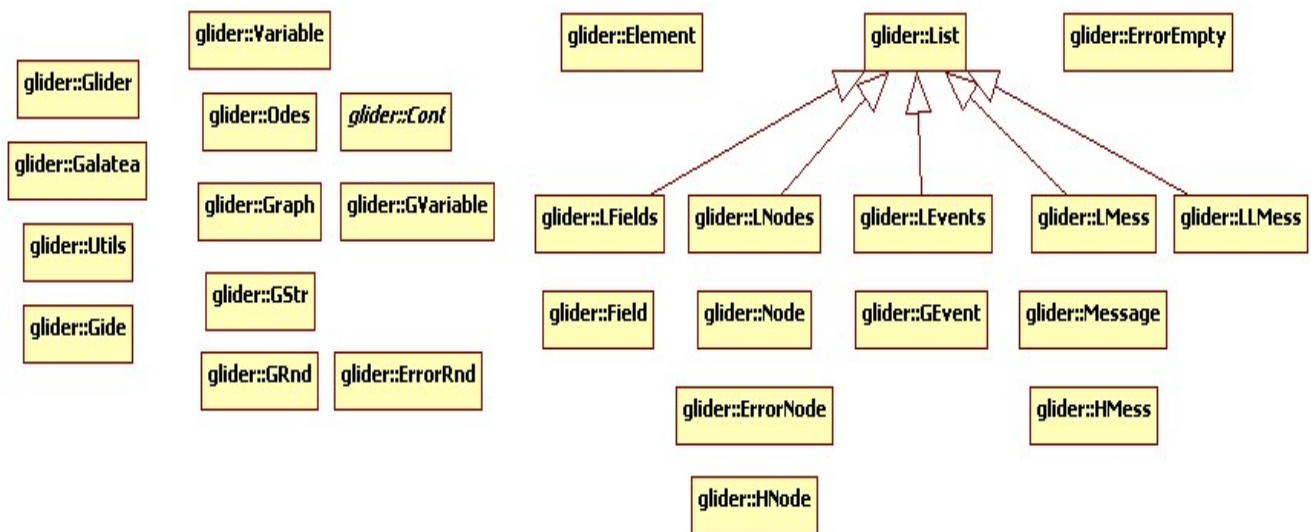 glider::Variable
glider::Element
glider::List
glider::ErrorEmpty
glider::Glider
glider::Odes
glider::Cont
glider::Galatea
glider::Graph
glider::GVariable
glider::LFields
glider::LNodes
glider::LEvents
glider::LMess
glider::LLMess
glider::Utils
glider::GStr
glider::Field
glider::Node
glider::GEvent
glider::Message
glider::Gide
glider::GRnd
glider::ErrorRnd
glider::ErrorNode
glider::HMess
glider::HNode